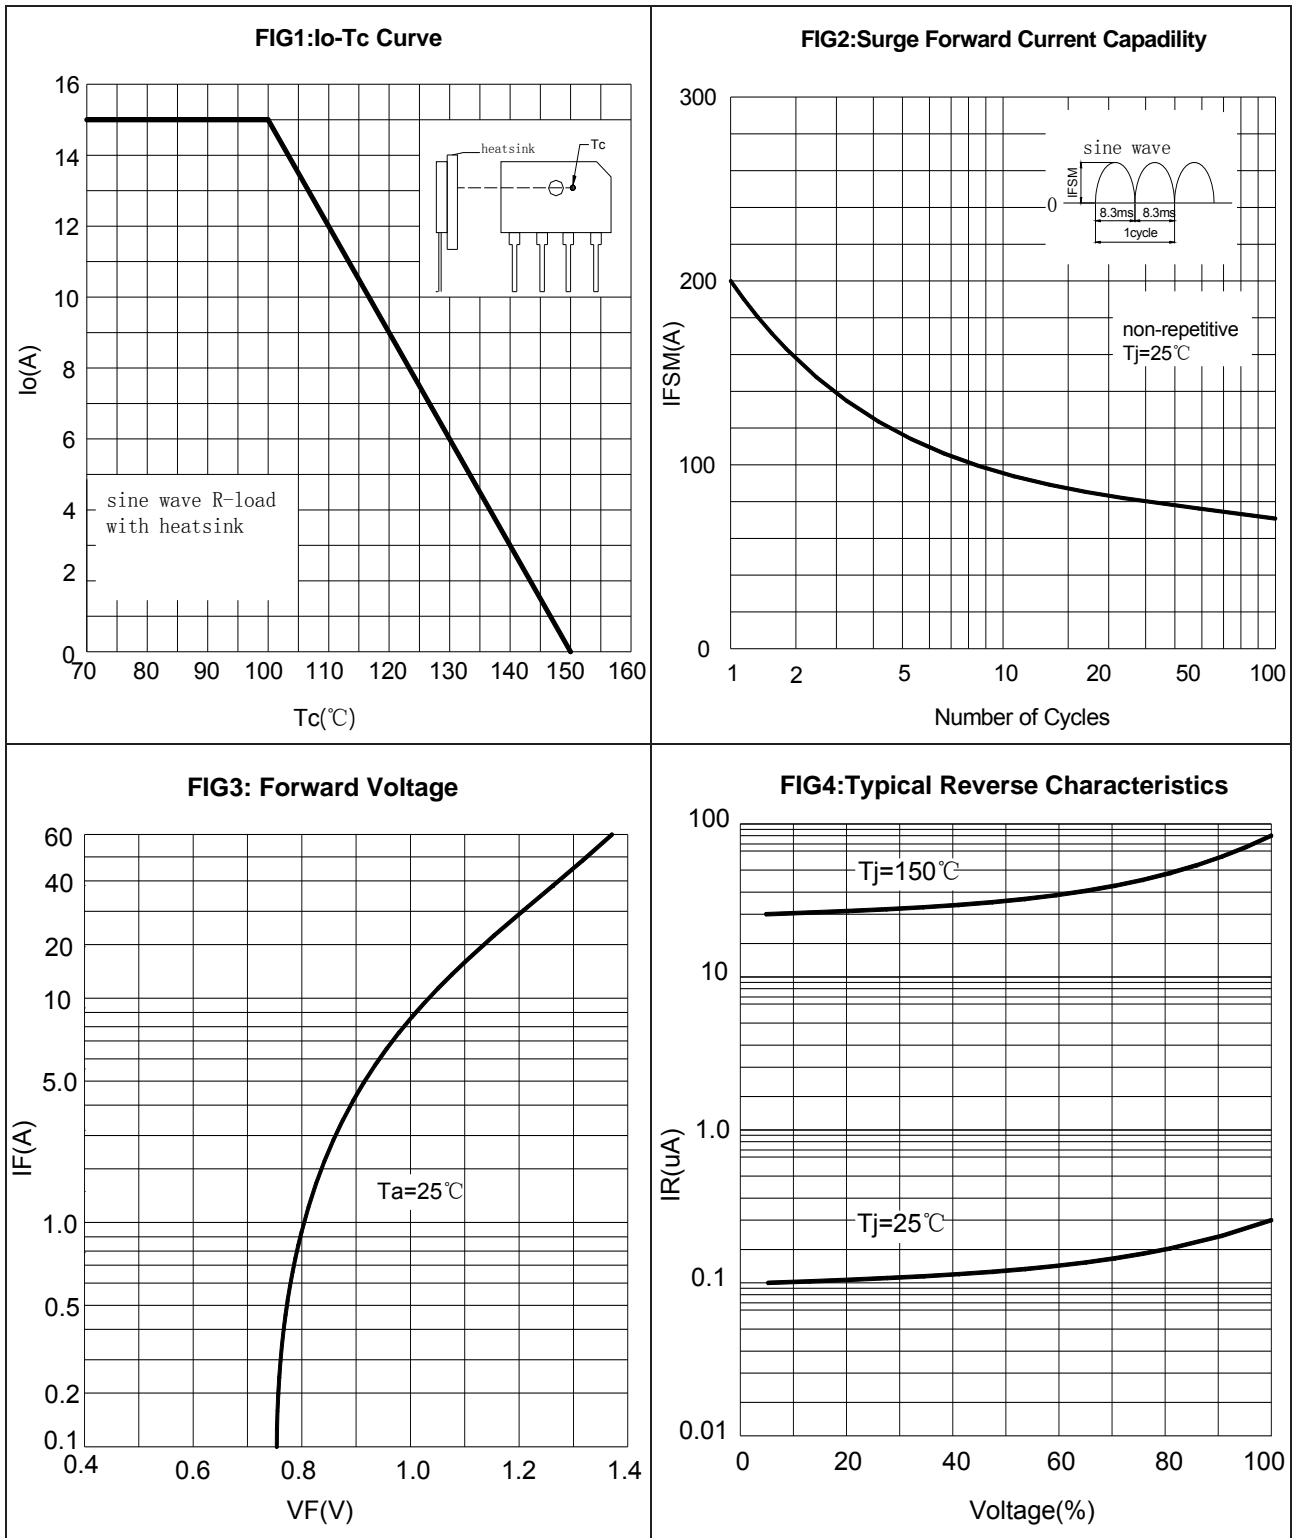 FIG1:Io-Tc Curve
16
14
12
10
8
6
4
2
0
Io(A)
heatsink
Tc
sine wave R-load
with heatsink
70 80 90 100 110 120 130 140 150 160
Tc(℃)
FIG2:Surge Forward Current Capadility
300
200
100
0
IFSM(A)
sine wave
IFSM
0
8.3ms 8.3ms
1cycle
non-repetitive
Tj=25℃
1 2 5 10 20 50 100
Number of Cycles
FIG3: Forward Voltage
60
40
20
10
5.0
1.0
0.5
0.2
0.1
IF(A)
Ta=25℃
0.4 0.6 0.8 1.0 1.2 1.4
VF(V)
FIG4:Typical Reverse Characteristics
100
10
1.0
0.1
0.01
IR(uA)
Tj=150℃
Tj=25℃
0 20 40 60 80 100
Voltage(%)